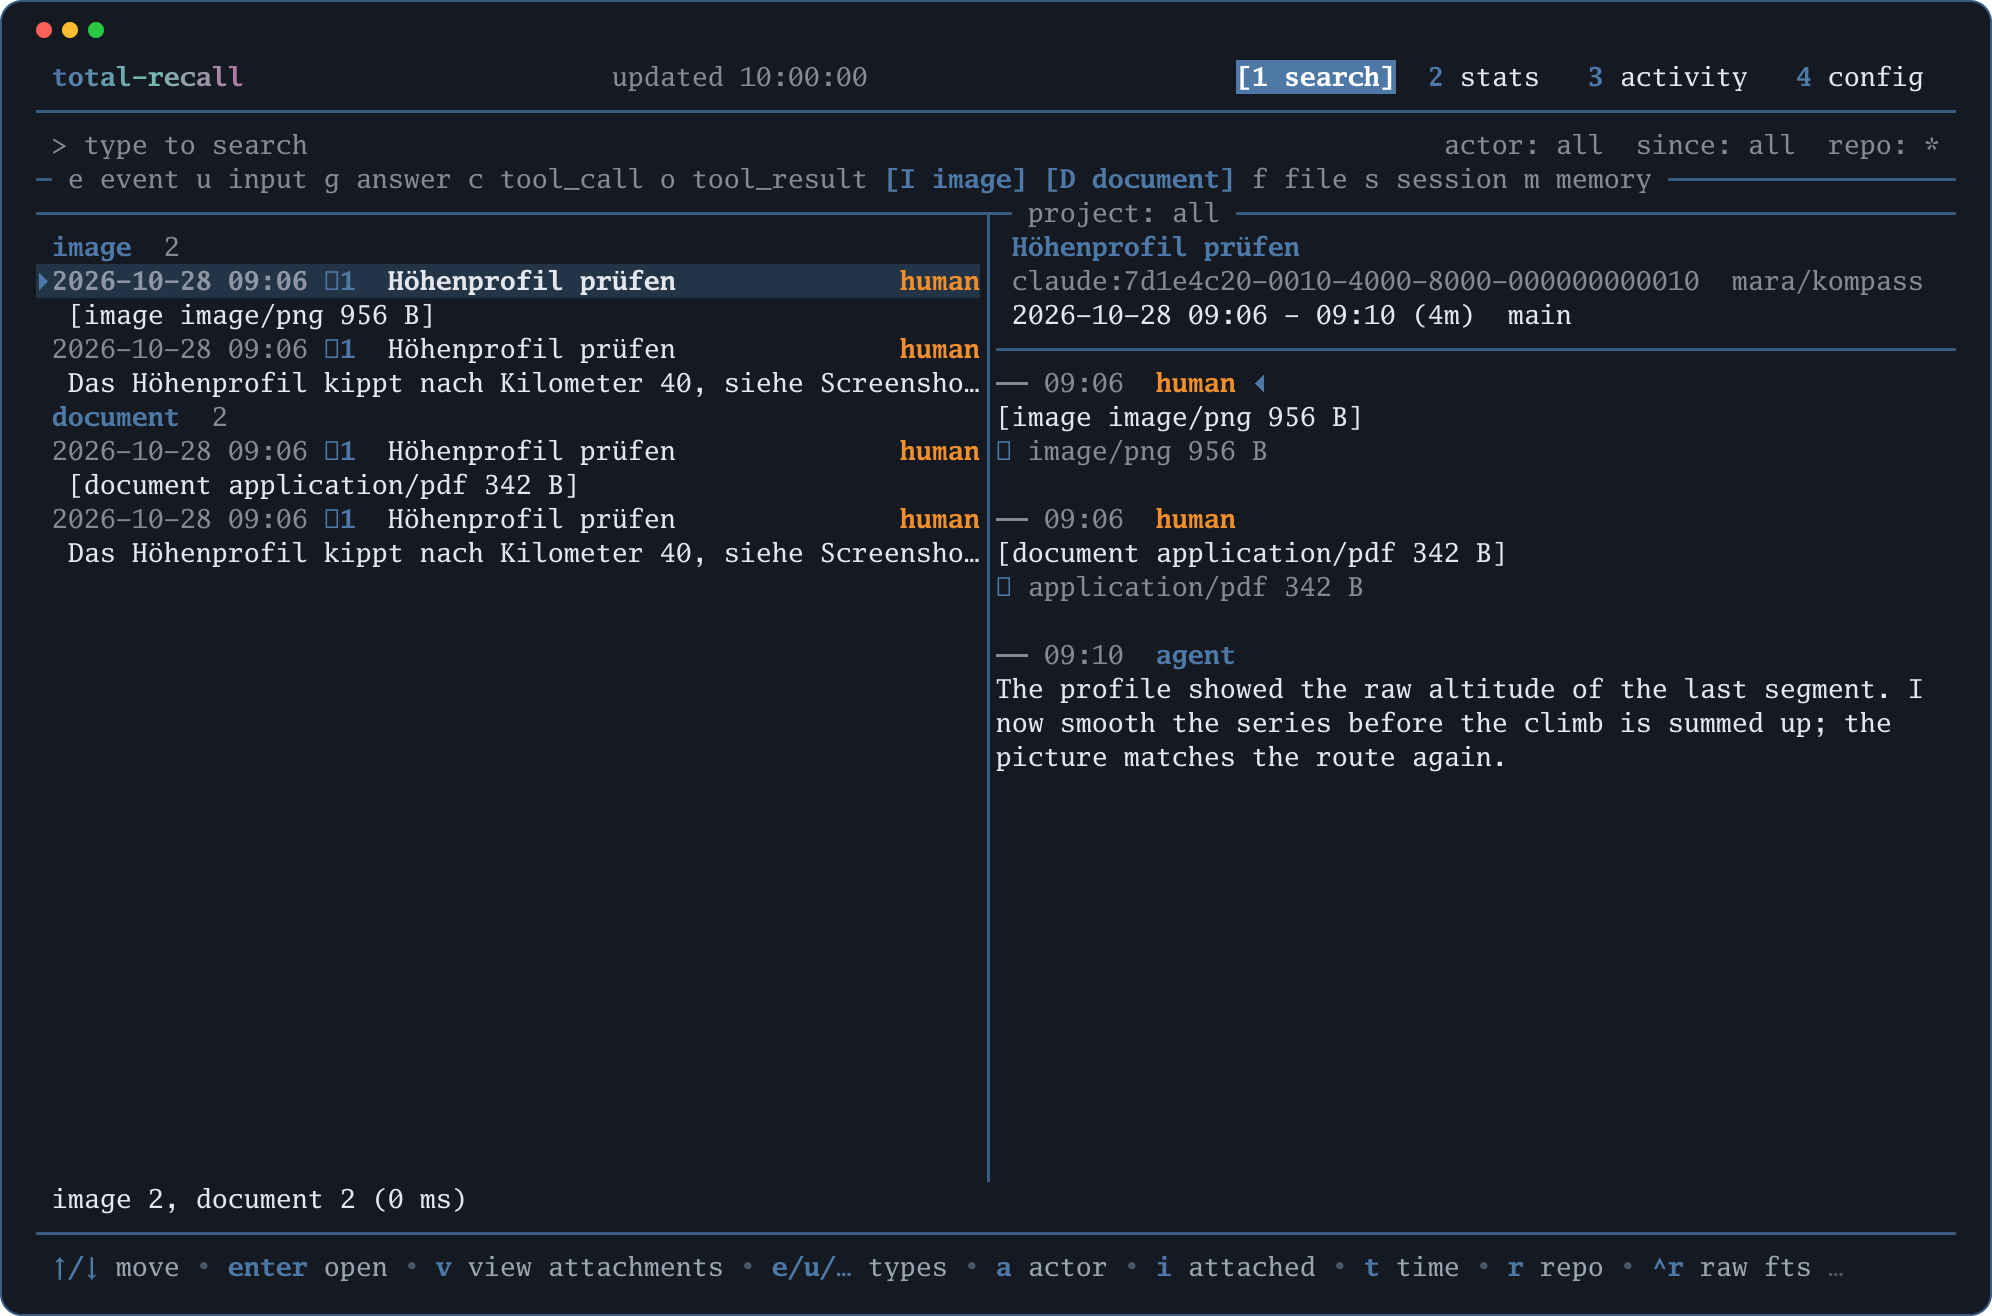 total-recall updated 10:00:00 [1 search] 2 stats 3 activity 4 config
> type to search actor: all since: all repo: *
e event u input g answer c tool_call o tool_result [I image] [D document] f file s session m memory
project: all
image 2
2026-10-28 09:06 1 Höhenprofil prüfen human
[image image/png 956 B]
2026-10-28 09:06 1 Höhenprofil prüfen human
Das Höhenprofil kippt nach Kilometer 40, siehe Screensho…
document 2
2026-10-28 09:06 1 Höhenprofil prüfen human
[document application/pdf 342 B]
2026-10-28 09:06 1 Höhenprofil prüfen human
Das Höhenprofil kippt nach Kilometer 40, siehe Screensho…
Höhenprofil prüfen
claude:7d1e4c20-0010-4000-8000-000000000010 mara/kompass
2026-10-28 09:06 - 09:10 (4m) main
09:06 human
[image image/png 956 B]
image/png 956 B
09:06 human
[document application/pdf 342 B]
application/pdf 342 B
09:10 agent
The profile showed the raw altitude of the last segment. I
now smooth the series before the climb is summed up; the
picture matches the route again.
image 2, document 2 (0 ms)
↑/↓ move • enter open • v view attachments • e/u/… types • a actor • i attached • t time • r repo • ^r raw fts …